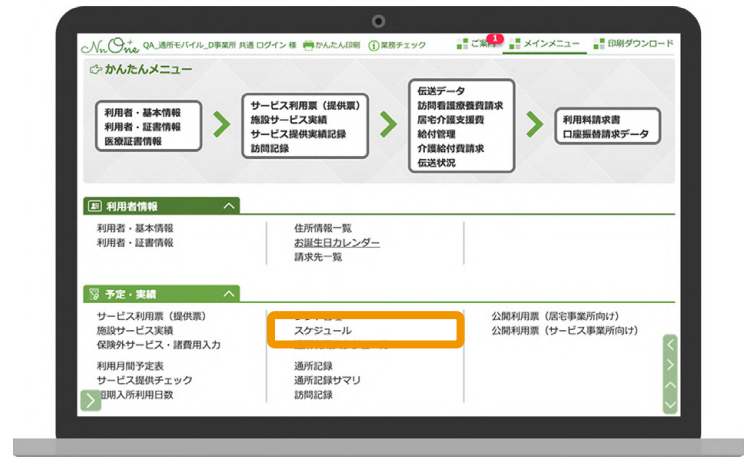 NnOne QA_通所モバイル_D事業所 共通 ログイン 様 かんたん印刷 業務チェック ご案内 1 メインメニュー 印刷ダウンロード
かんたんメニュー
利用者・基本情報
利用者・証書情報
医療証書情報
サービス利用票（提供票）
施設サービス実績
サービス提供実績記録
訪問記録
伝送データ
訪問看護療養費請求
居宅介護支援費
給付管理
介護給付費請求
伝送状況
利用料請求書
口座振替請求データ
利用者情報
利用者・基本情報
利用者・証書情報
住所情報一覧
お誕生日カレンダー
請求先一覧
予定・実績
サービス利用票（提供票）
施設サービス実績
保険外サービス・諸費用入力
利用月間予定表
サービス提供チェック
短期入所利用日数
スケジュール
通所記録
通所記録サマリ
訪問記録
公開利用票（居宅事業所向け）
公開利用票（サービス事業所向け）